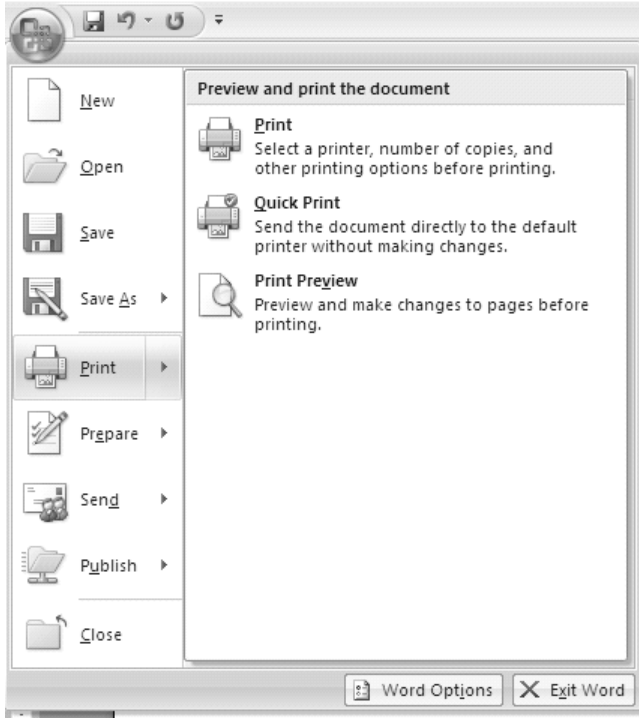 New
Open
Save
Save As
Print
Prepare
Send
Publish
Close
Preview and print the document
Print
Select a printer, number of copies, and
other printing options before printing.
Quick Print
Send the document directly to the default
printer without making changes.
Print Preview
Preview and make changes to pages before
printing.
Word Options
Exit Word